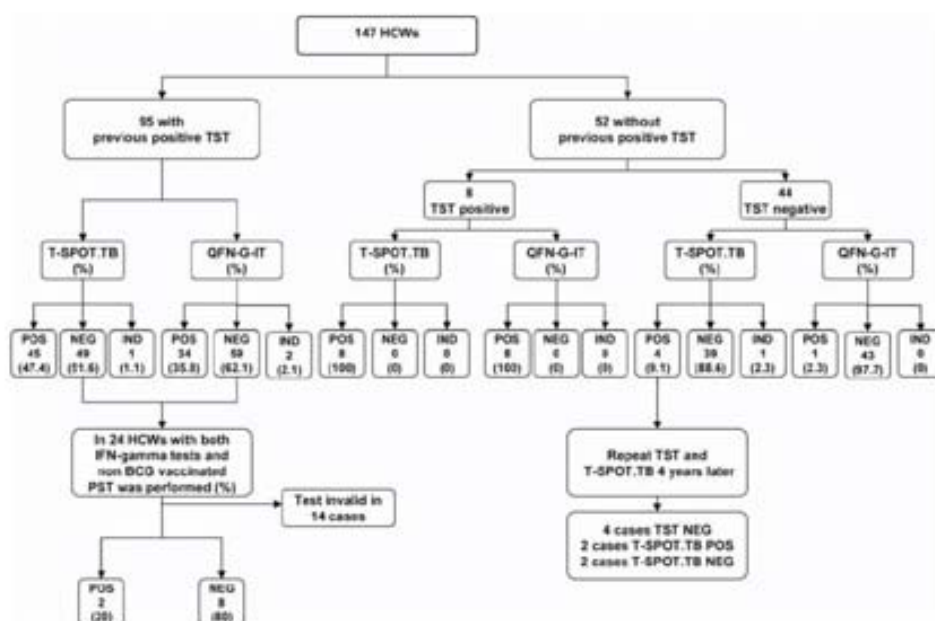 147 HCWs
95 with
previous positive TST
52 without
previous positive TST
8
TST positive
44
TST negative
T-SPOT.TB
(%)
QFN-G-IT
(%)
T-SPOT.TB
(%)
QFN-G-IT
(%)
T-SPOT.TB
(%)
QFN-G-IT
(%)
POS
45
(47.4)
NEG
49
(51.6)
IND
1
(1.1)
POS
34
(35.8)
NEG
59
(62.1)
IND
2
(2.1)
POS
8
(100)
NEG
0
(0)
IND
0
(0)
POS
8
(100)
NEG
0
(0)
IND
0
(0)
POS
4
(9.1)
NEG
39
(88.6)
IND
1
(2.3)
POS
1
(2.3)
NEG
43
(97.7)
IND
0
(0)
In 24 HCWs with both
IFN-gamma tests and
non BCG vaccinated
PST was performed (%)
Test invalid in
14 cases
POS
2
(20)
NEG
8
(80)
Repeat TST and
T-SPOT.TB 4 years later
4 cases TST NEG
2 cases T-SPOT.TB POS
2 cases T-SPOT.TB NEG